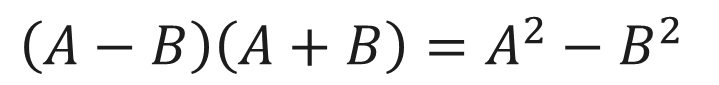 (A − B)(A + B) = A² − B²